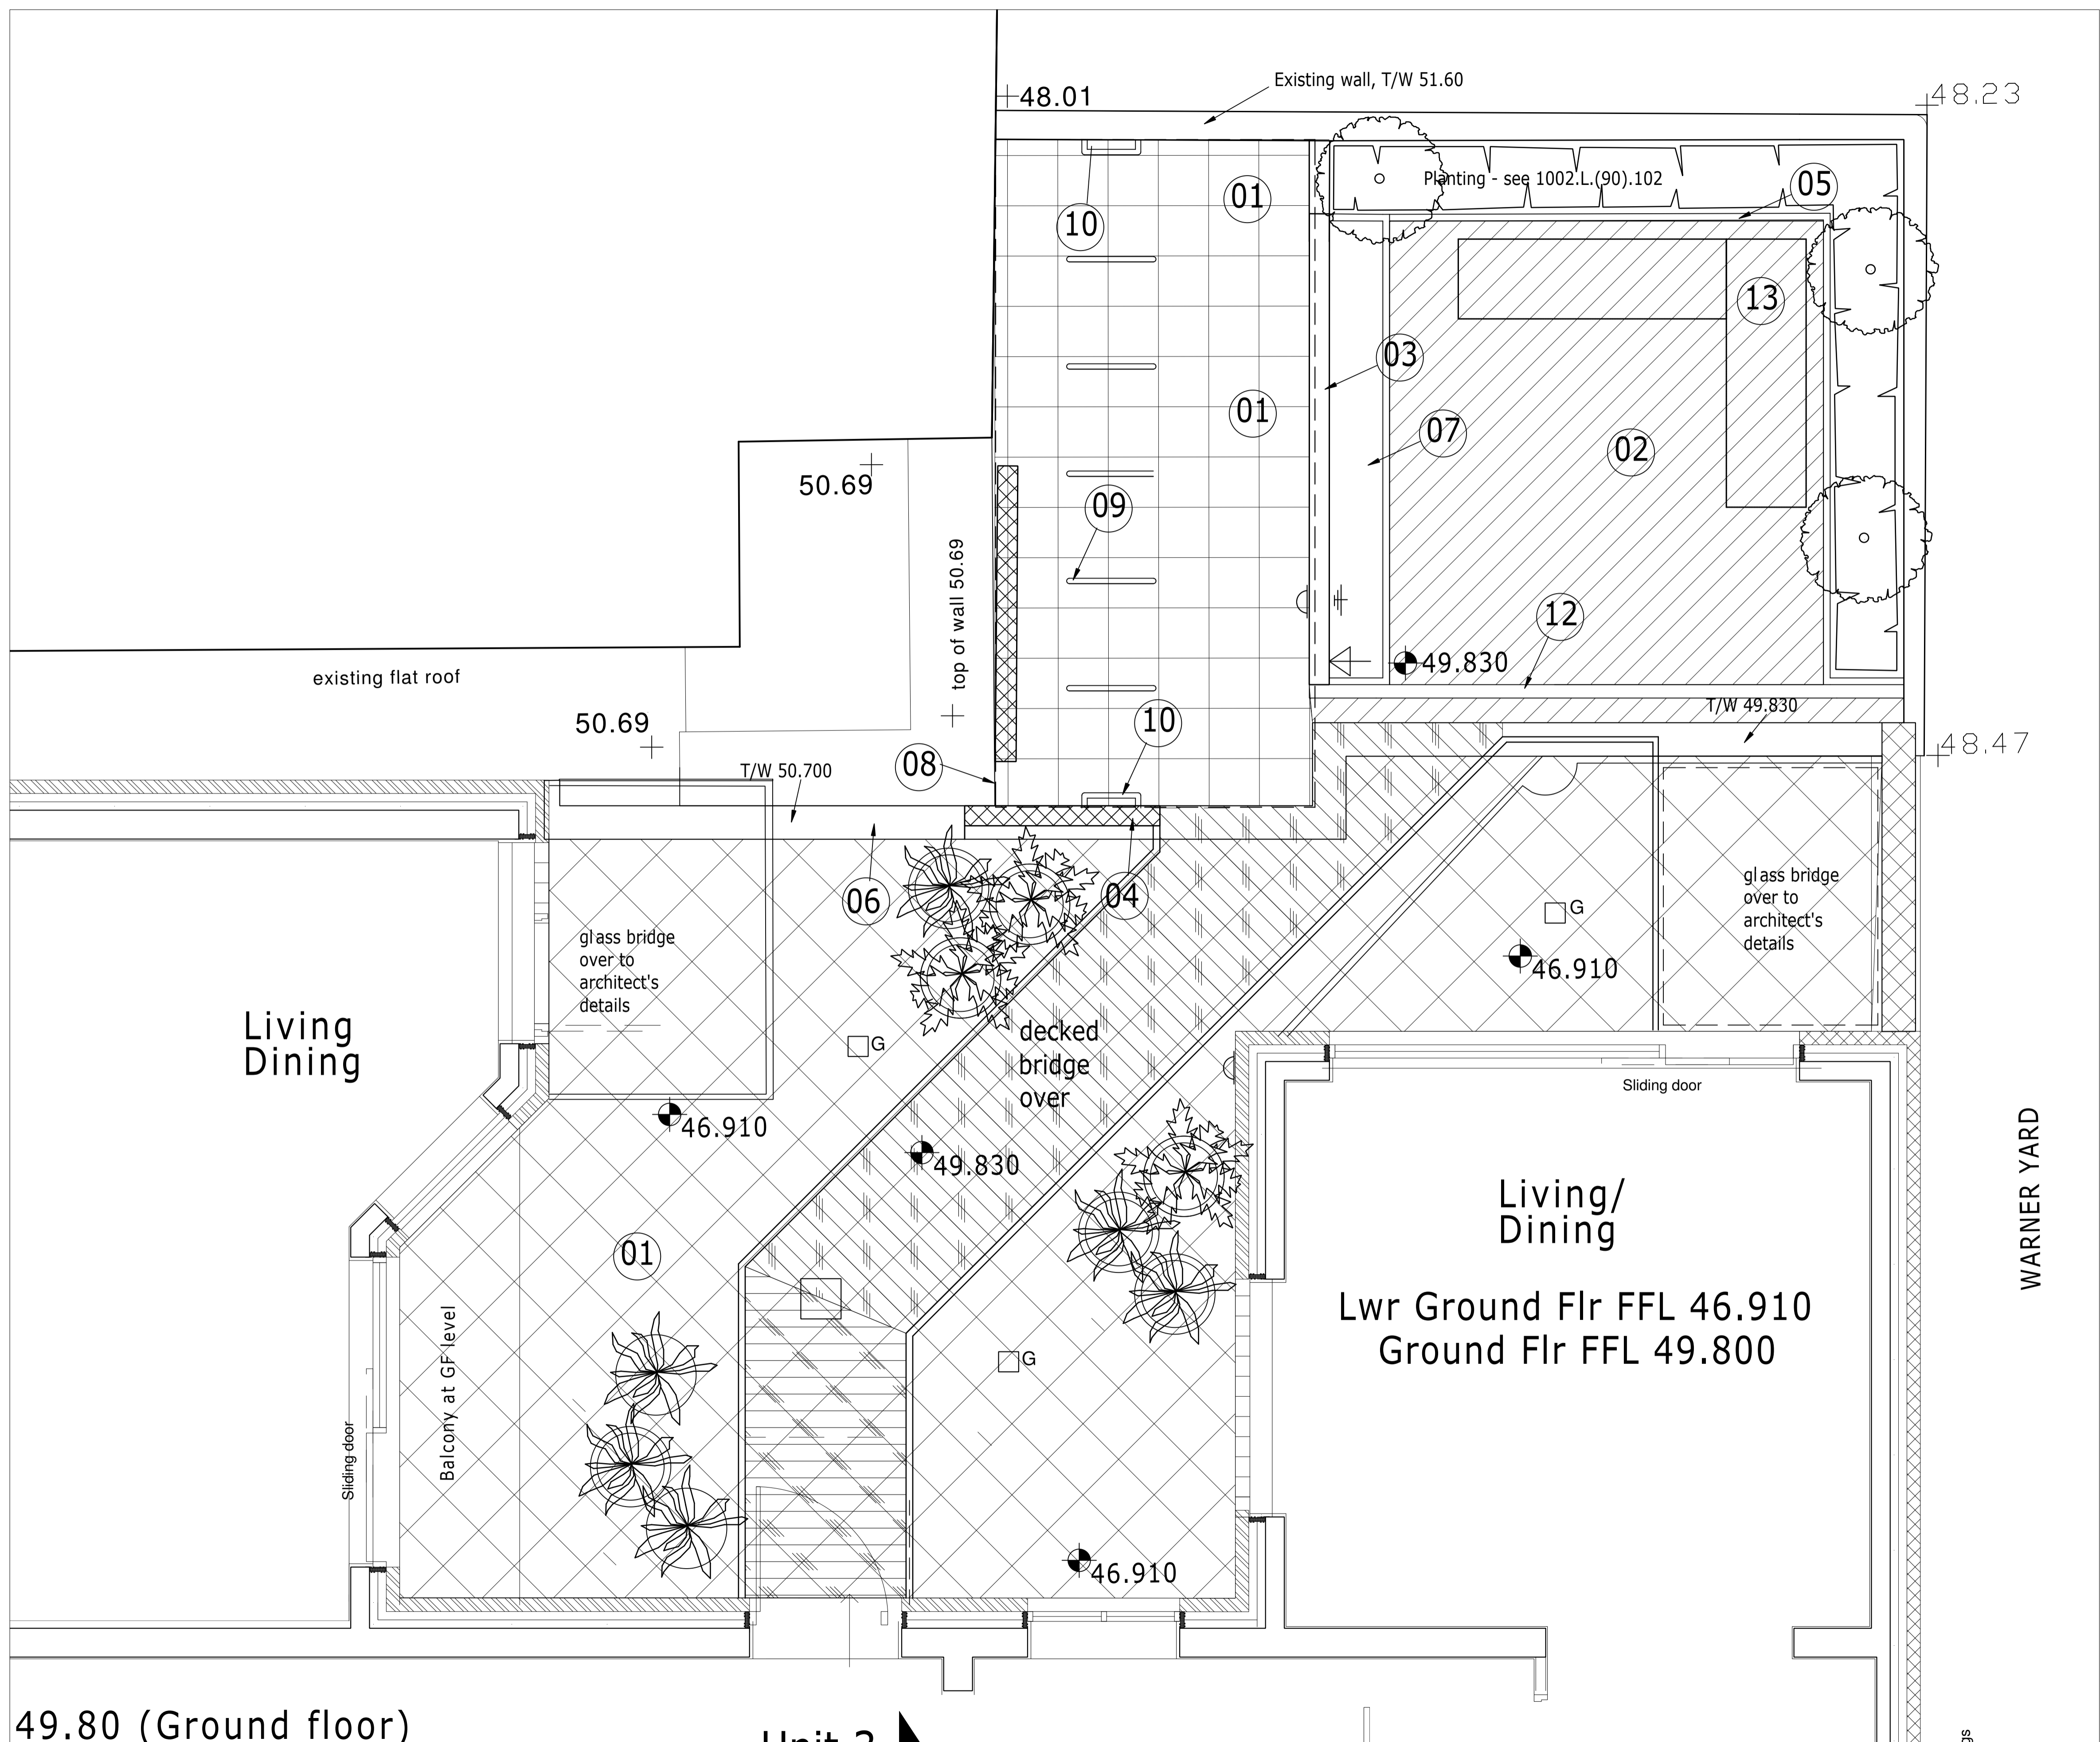 Existing wall, T/W 51.60
48.01
48.23
01
Planting - see 1002.L.(90).102
05
10
13
03
01
07
02
50.69
09
top of wall 50.69
12
49.830
existing flat roof
50.69
T/W 49.830
10
48.47
08
T/W 50.700
06
04
glass bridge
over to
architect's
details
G
46.910
glass bridge
over to
architect's
details
Living
Dining
G
decked
bridge
over
Sliding door
46.910
49.830
WARNER YARD
Living/
Dining
01
Lwr Ground Flr FFL 46.910
Ground Flr FFL 49.800
Balcony at GF level
G
Sliding door
46.910
49.80 (Ground floor)
Unit
gs